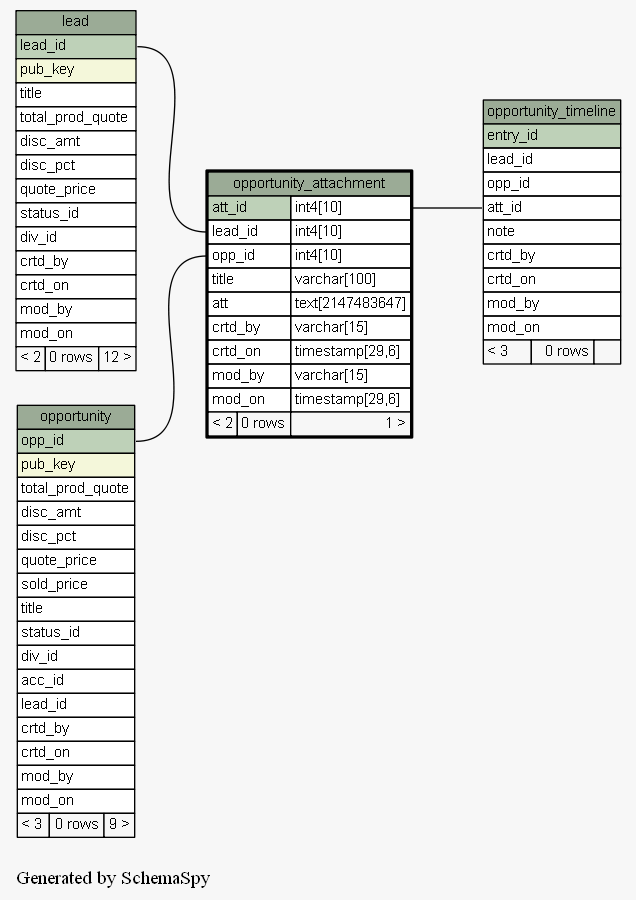 lead
lead_id
pub_key
title
total_prod_quote
disc_amt
disc_pct
quote_price
status_id
div_id
crtd_by
crtd_on
mod_by
mod_on
< 2 0 rows 12 >
opportunity
opp_id
pub_key
total_prod_quote
disc_amt
disc_pct
quote_price
sold_price
title
status_id
div_id
acc_id
lead_id
crtd_by
crtd_on
mod_by
mod_on
< 3 0 rows 9 >
opportunity_attachment
att_id int4[10]
lead_id int4[10]
opp_id int4[10]
title varchar[100]
att text[2147483647]
crtd_by varchar[15]
crtd_on timestamp[29,6]
mod_by varchar[15]
mod_on timestamp[29,6]
< 2 0 rows 1 >
opportunity_timeline
entry_id
lead_id
opp_id
att_id
note
crtd_by
crtd_on
mod_by
mod_on
< 3 0 rows
Generated by SchemaSpy